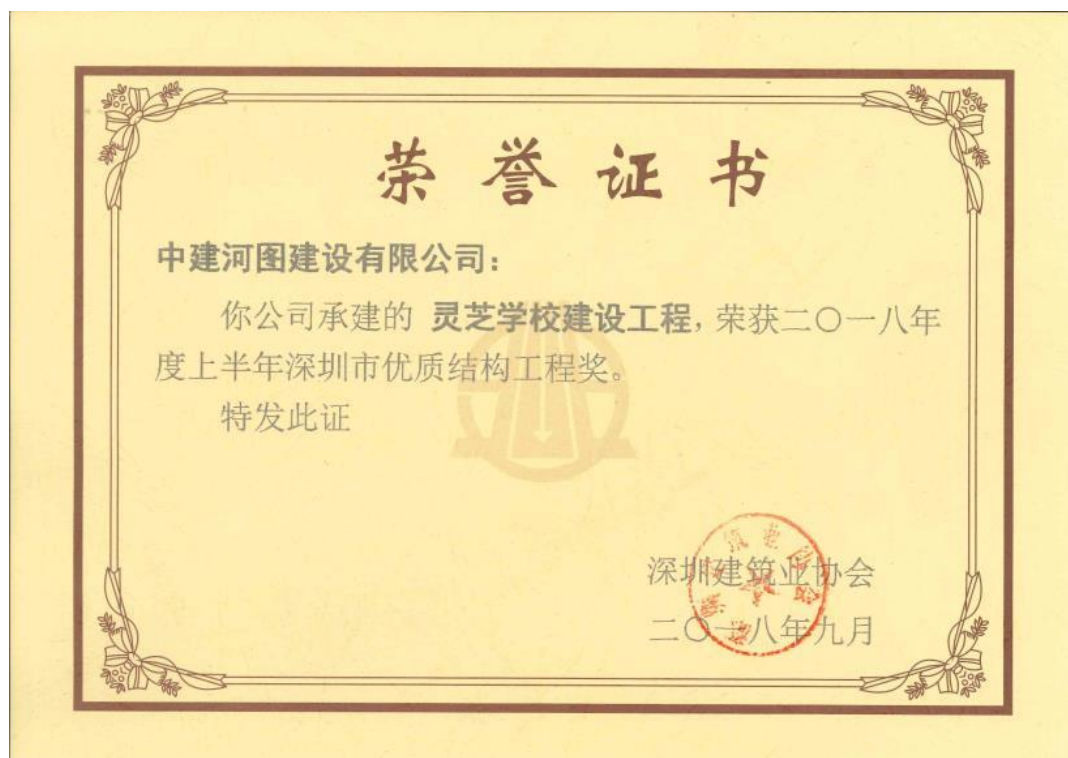 荣誉证书
中建河图建设有限公司：
你公司承建的 灵芝学校建设工程，荣获二〇一八年
度上半年深圳市优质结构工程奖。
特发此证
深圳建筑业协会
二〇一八年九月